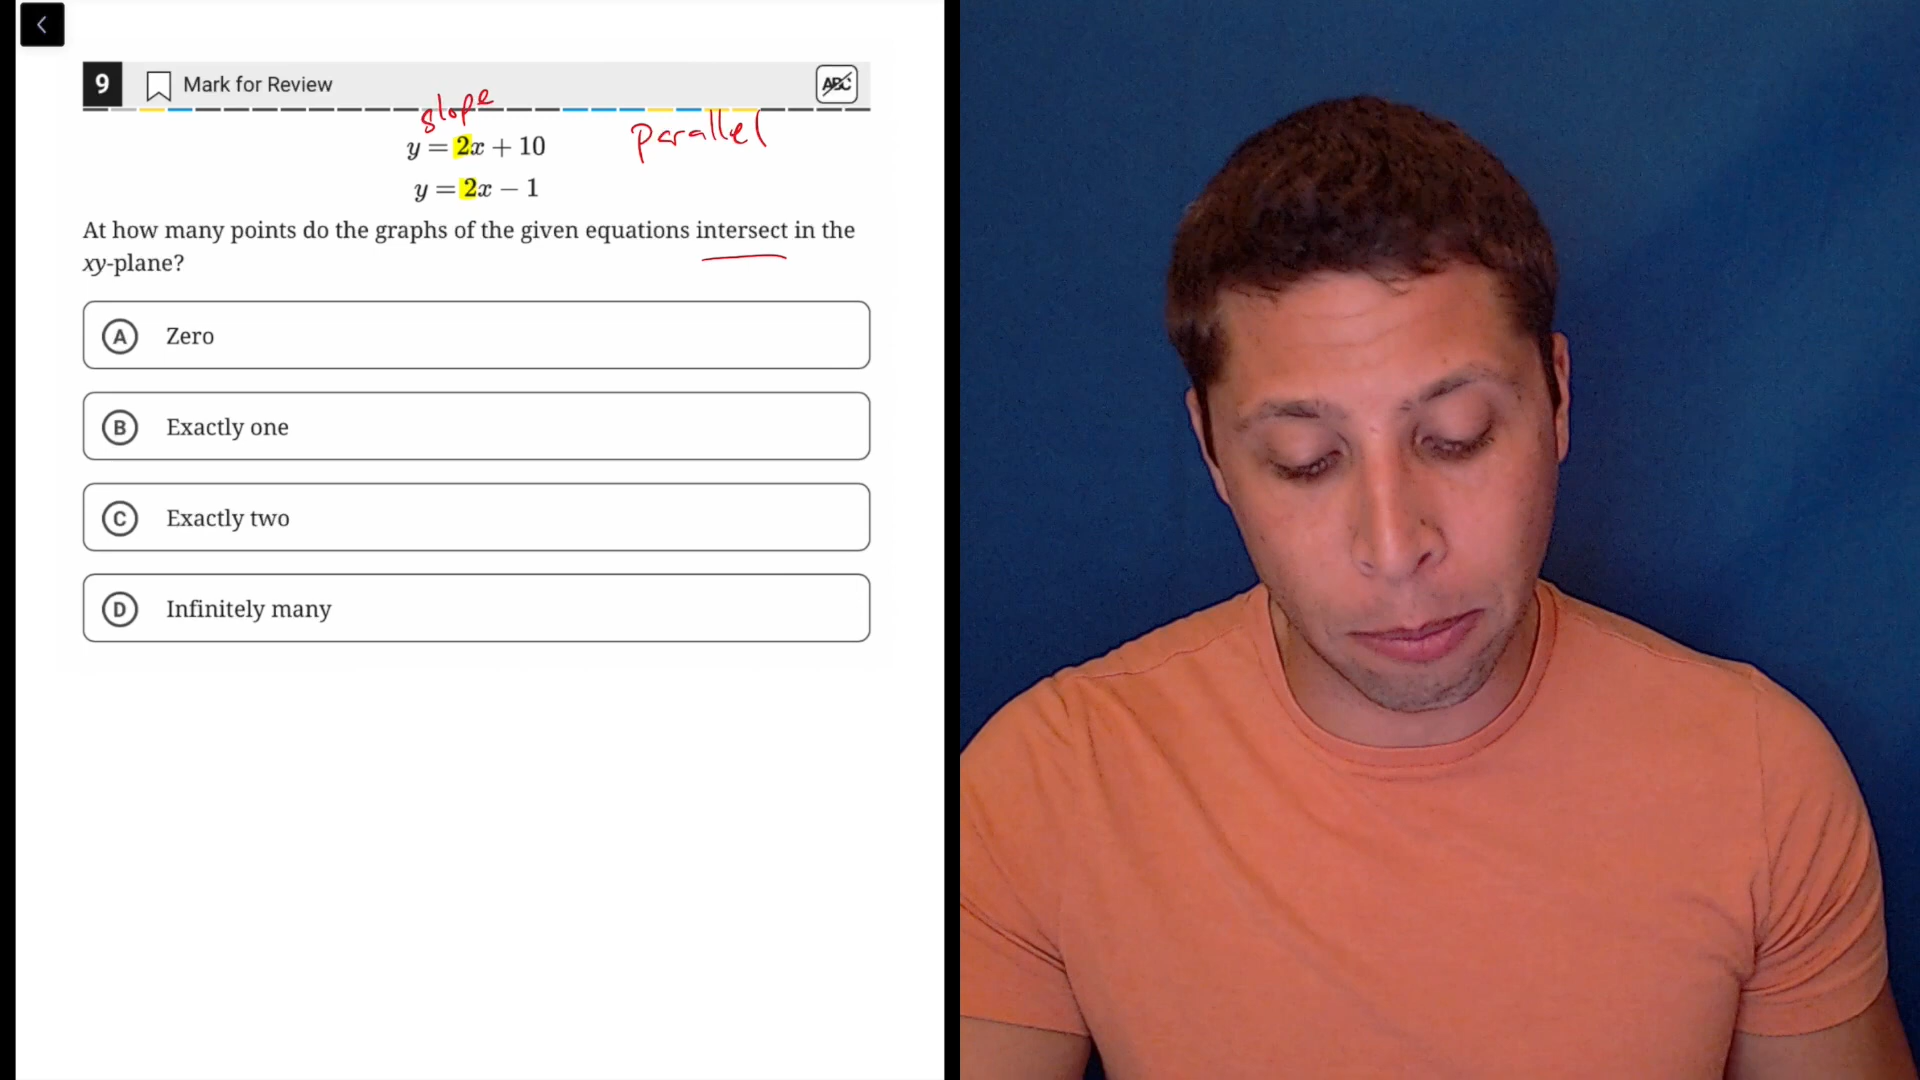 9 Mark for Review ABC
slope
y = 2x + 10 parallel
y = 2x − 1
At how many points do the graphs of the given equations intersect in the
xy-plane?
A Zero
B Exactly one
C Exactly two
D Infinitely many